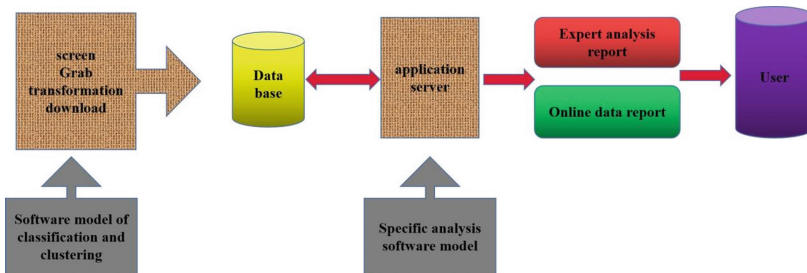 screen
Grab
transformation
download
Data
base
application
server
Expert analysis
report
Online data report
User
Software model of
classification and
clustering
Specific analysis
software model